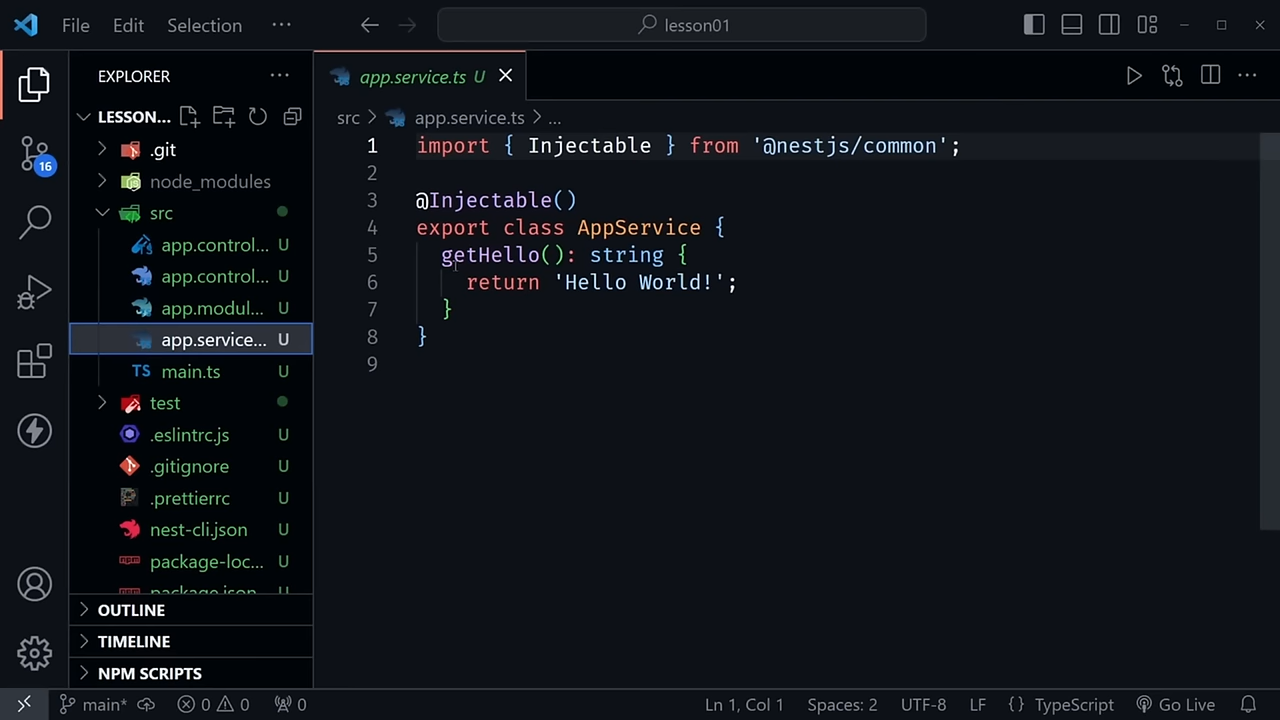 File Edit Selection ···
lesson01
EXPLORER ···
LESSON...
.git
16
node_modules
src
app.control... U
app.control... U
app.modul... U
app.service... U
TS main.ts U
test
.eslintrc.js U
.gitignore U
.prettierrc U
nest-cli.json U
package-loc... U
package.json U
OUTLINE
TIMELINE
NPM SCRIPTS
app.service.ts U
src > app.service.ts > ...
1 import { Injectable } from '@nestjs/common';
2
3 @Injectable()
4 export class AppService {
5 getHello(): string {
6 return 'Hello World!';
7 }
8 }
9
main* 0 0 0 Ln 1, Col 1 Spaces: 2 UTF-8 LF {} TypeScript Go Live